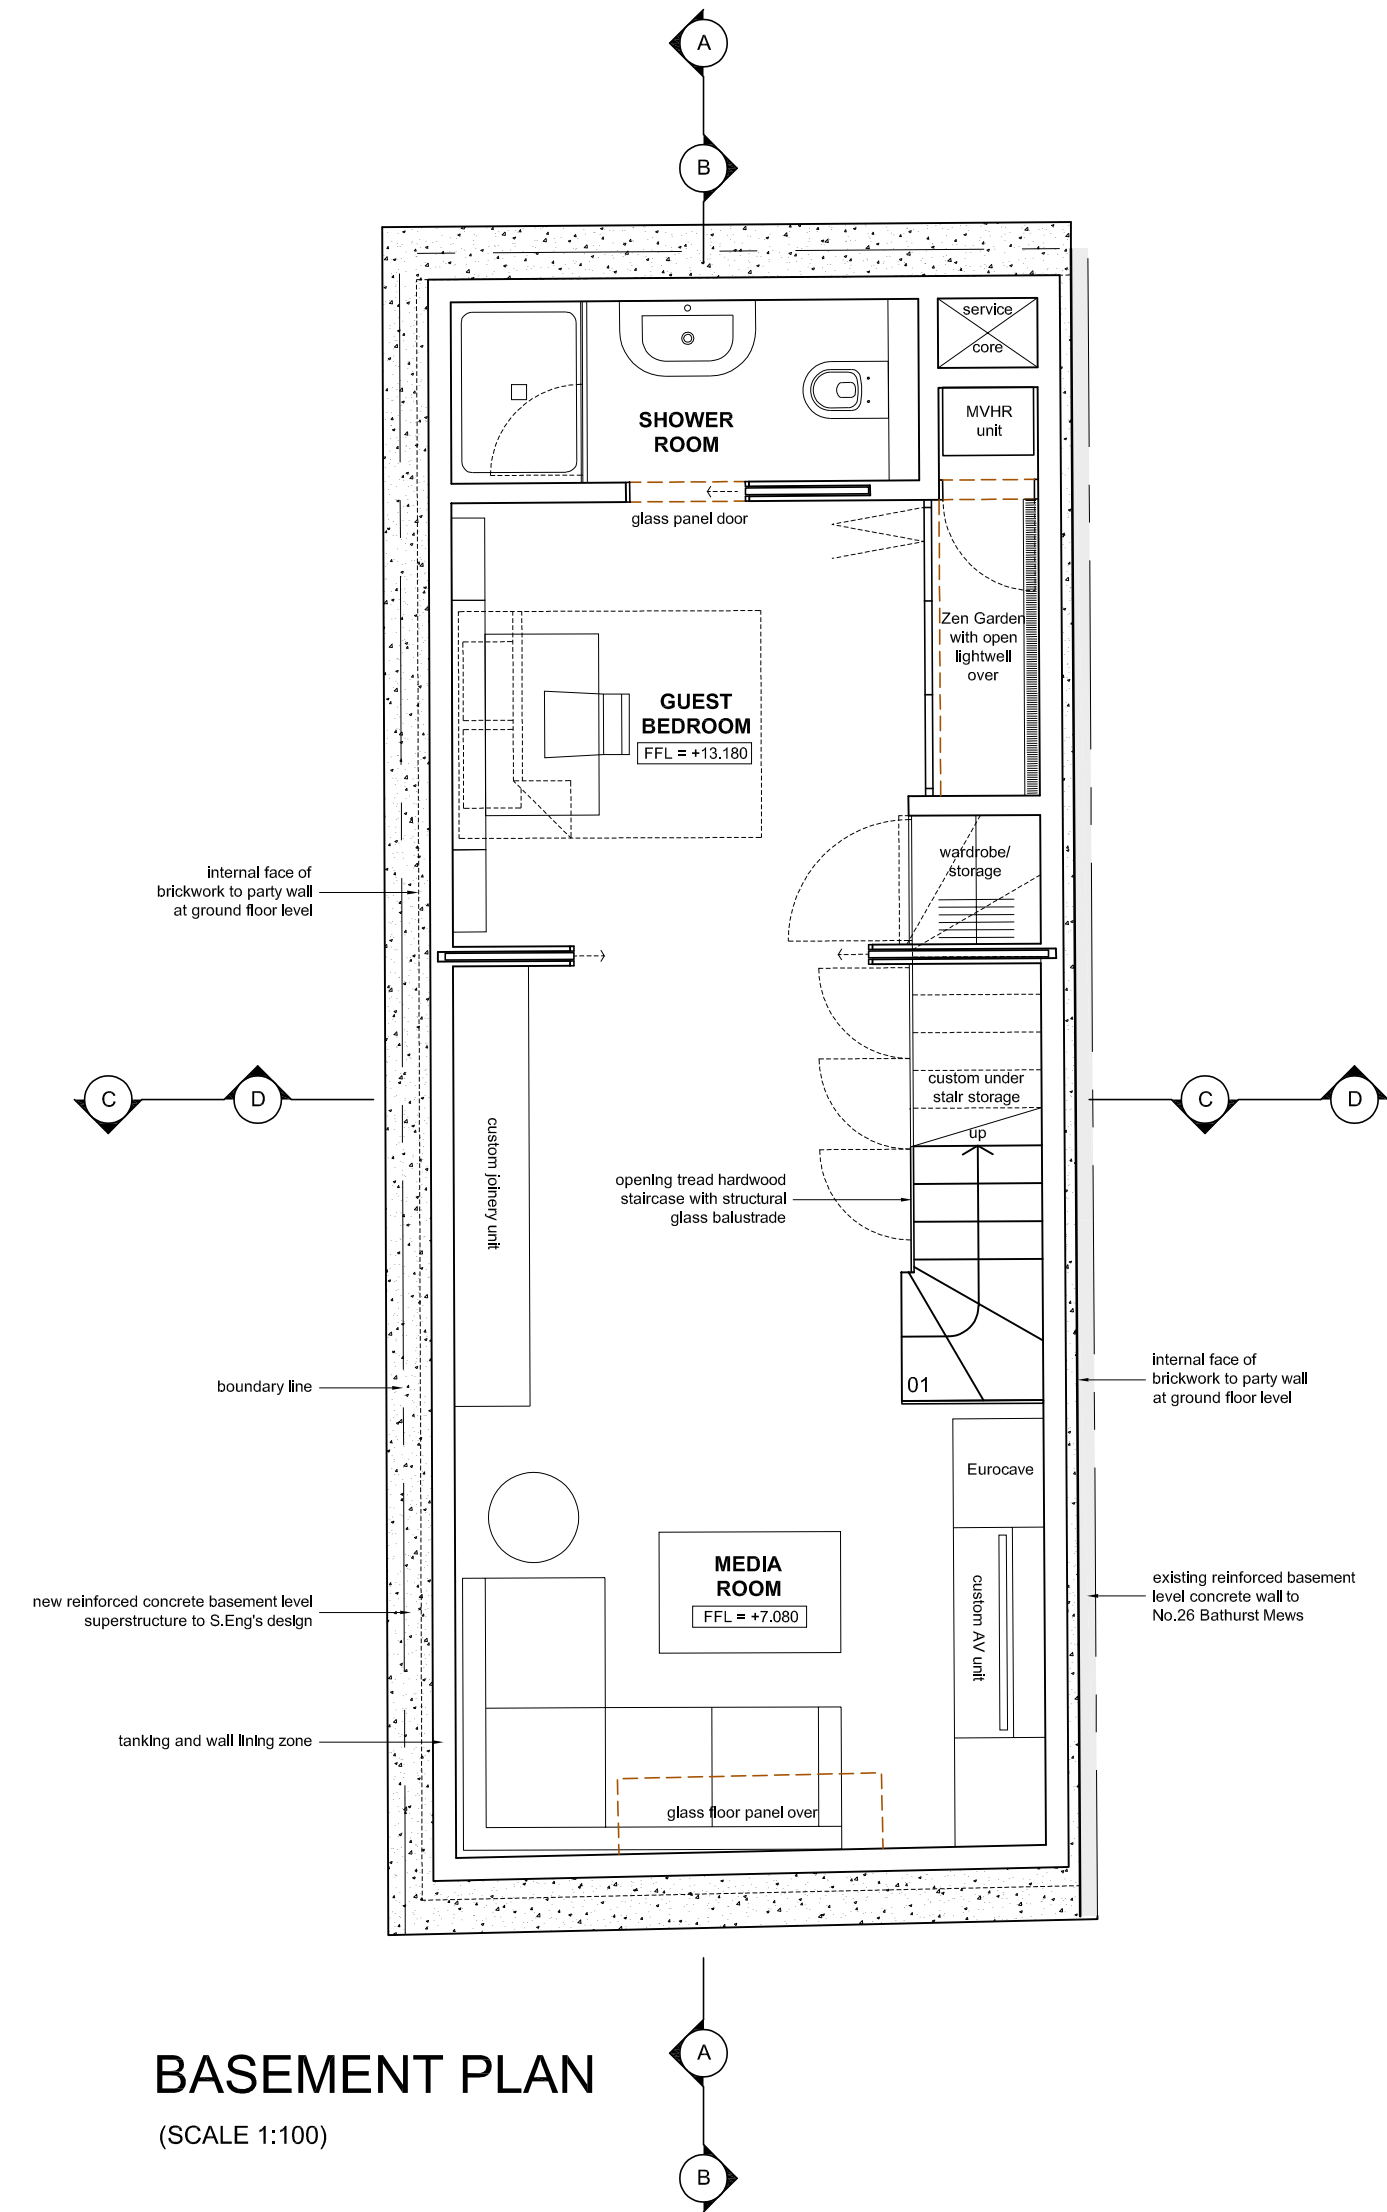 A
B
service
core
MVHR
unit
SHOWER
ROOM
glass panel door
Zen Garden
with open
lightwell
over
GUEST
BEDROOM
FFL = +13.180
wardrobe/
storage
internal face of
brickwork to party wall
at ground floor level
C
D
custom under
stair storage
C
D
up
custom joinery unit
opening tread hardwood
staircase with structural
glass balustrade
01
boundary line
internal face of
brickwork to party wall
at ground floor level
Eurocave
MEDIA
ROOM
FFL = +7.080
custom AV unit
new reinforced concrete basement level
superstructure to S.Eng's design
existing reinforced basement
level concrete wall to
No.26 Bathurst Mews
tanking and wall lining zone
glass floor panel over
A
B
BASEMENT PLAN
(SCALE 1:100)